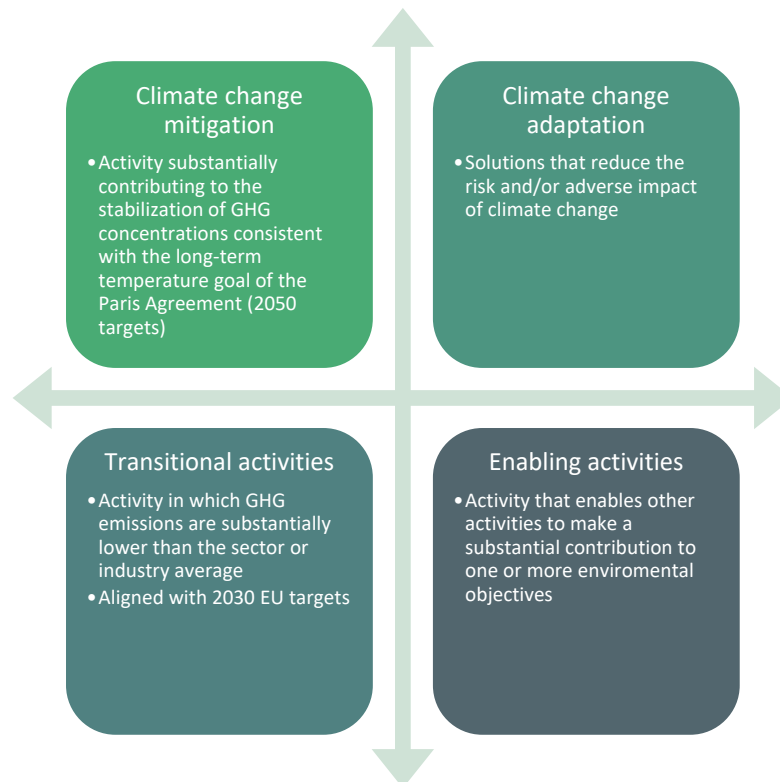 Climate change
mitigation
•Activity substantially
contributing to the
stabilization of GHG
concentrations consistent
with the long-term
temperature goal of the
Paris Agreement (2050
targets)
Climate change
adaptation
•Solutions that reduce the
risk and/or adverse impact
of climate change
Transitional activities
•Activity in which GHG
emissions are substantially
lower than the sector or
industry average
•Aligned with 2030 EU targets
Enabling activities
•Activity that enables other
activities to make a
substantial contribution to
one or more enviromental
objectives